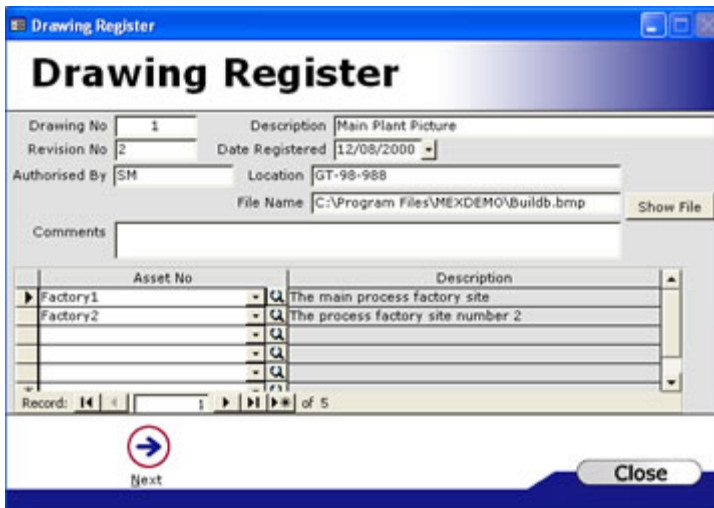 Drawing Register
Drawing Register
Drawing No 1 Description Main Plant Picture
Revision No 2 Date Registered 12/08/2000
Authorised By SM Location GT-98-988
File Name C:\Program Files\MEXDEMO\Buildb.bmp Show File
Comments
Asset No Description
Factory1 The main process factory site
Factory2 The process factory site number 2
Record: 1 of 5
Next
Close